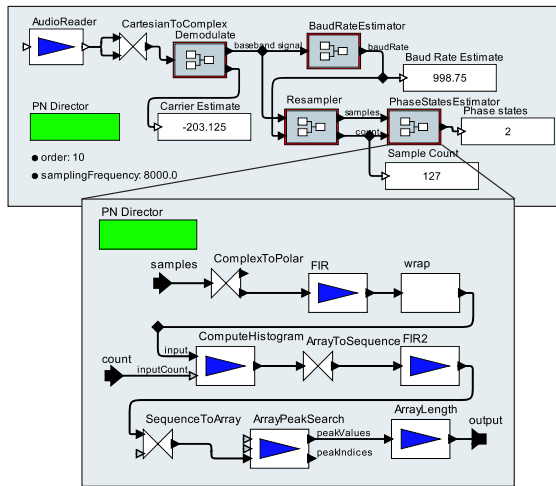 AudioReader
CartesianToComplex
Demodulate
baseband signal
BaudRateEstimator
baudRate
Baud Rate Estimate
998.75
PN Director
Carrier Estimate
-203.125
Resampler
samples
count
PhaseStatesEstimator
Phase states
2
order: 10
samplingFrequency: 8000.0
Sample Count
127
PN Director
samples
ComplexToPolar
FIR
wrap
count
input
inputCount
ComputeHistogram
ArrayToSequence
FIR2
SequenceToArray
ArrayPeakSearch
peakValues
peakIndices
ArrayLength
output